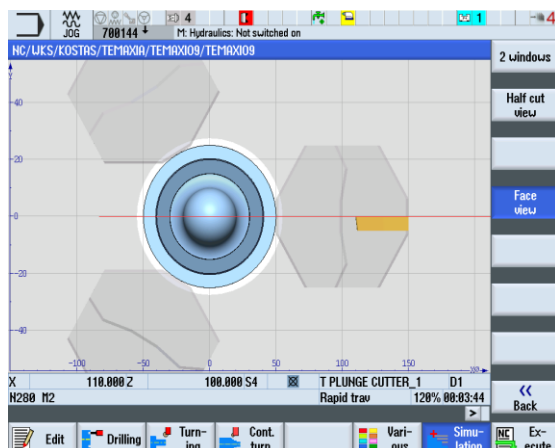 4 1 4
JOG 700144 M: Hydraulics: Not switched on
NC/WKS/KOSTAS/TEMAXIA/TEMAXIO9/TEMAXIO9
2 windows
Half cut view
Face view
40
20
0
-20
-40
-100 -50 0 50 100 150
X 110.000 Z 100.000 S4 T PLUNGE CUTTER_1 D1
N280 M2 Rapid trav 120% 00:03:44
<<
Back
>
Edit Drilling Turn-ing Cont. turn Vari-ous Simu-lation NC Ex-ecute